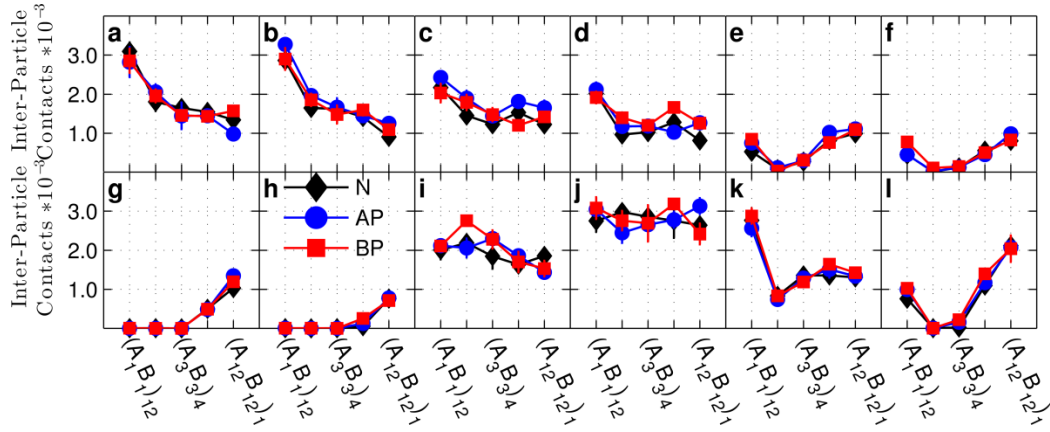 Inter-Particle Inter-Particle
Contacts *10⁻³Contacts *10⁻³
a b c d e f
3.0
2.0
1.0
g h i j k l
N
AP
BP
3.0
2.0
1.0
(A₁B₁)₁₂ (A₃B₃)₄ (A₁₂B₁₂)₁ (A₁B₁)₁₂ (A₃B₃)₄ (A₁₂B₁₂)₁ (A₁B₁)₁₂ (A₃B₃)₄ (A₁₂B₁₂)₁ (A₁B₁)₁₂ (A₃B₃)₄ (A₁₂B₁₂)₁ (A₁B₁)₁₂ (A₃B₃)₄ (A₁₂B₁₂)₁ (A₁B₁)₁₂ (A₃B₃)₄ (A₁₂B₁₂)₁